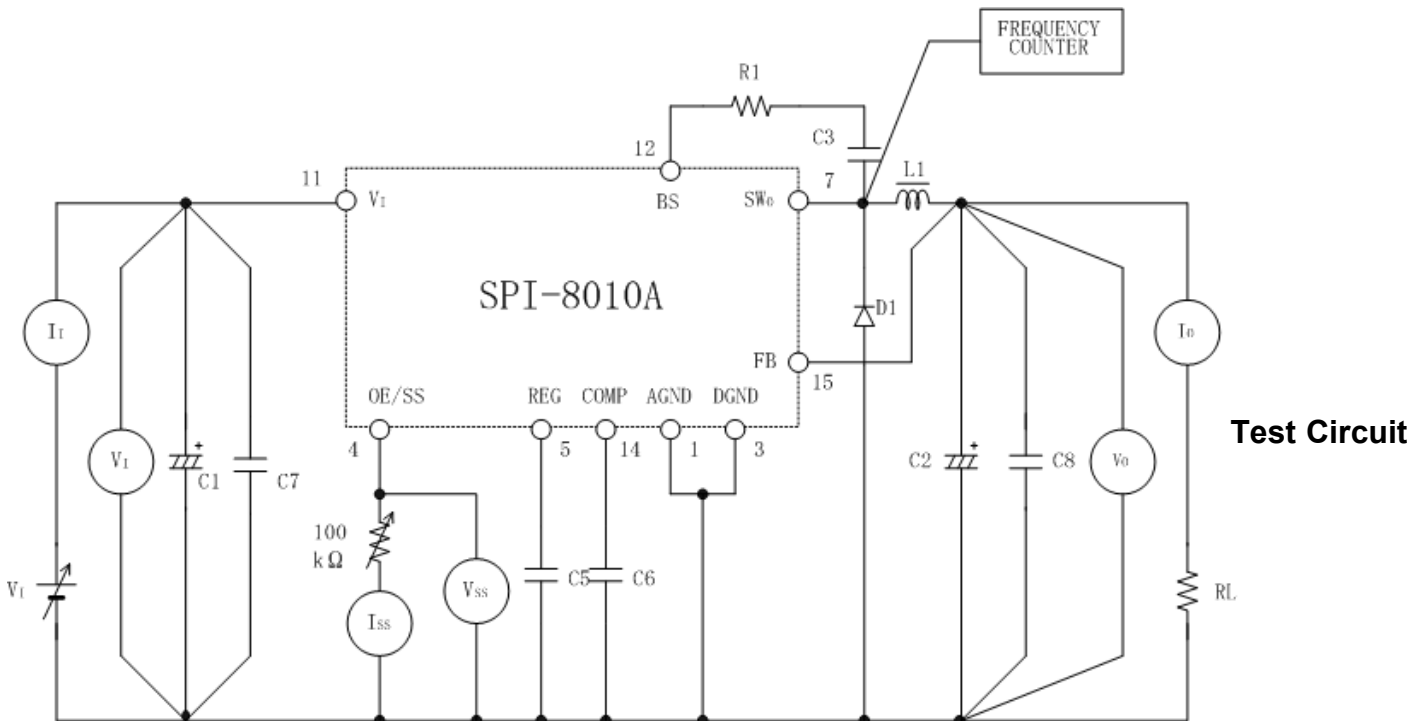 FREQUENCY
COUNTER
R1
C3
12
11
7
L1
VI
BS
SWO
SPI-8010A
II
D1
IO
FB
15
OE/SS
REG
COMP
AGND
DGND
4
5
14
1
3
Test Circuit
VI
+
C1
C7
+
C2
C8
VO
100
kΩ
VSS
C5
C6
VI
ISS
RL